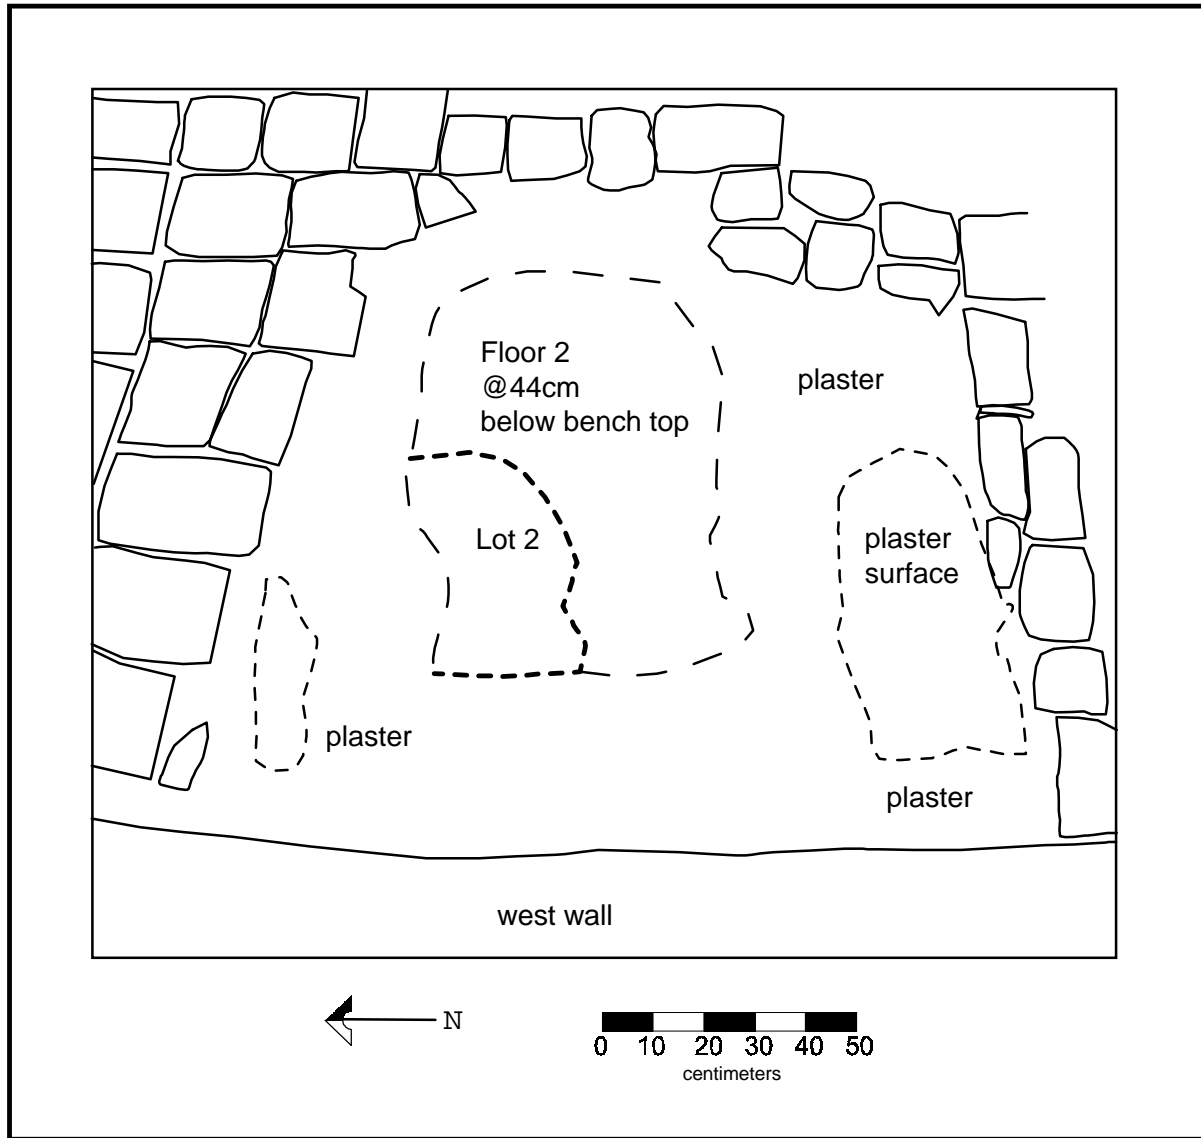 Floor 2
@44cm
below bench top
plaster
Lot 2
plaster
surface
plaster
plaster
west wall
N
0 10 20 30 40 50
centimeters